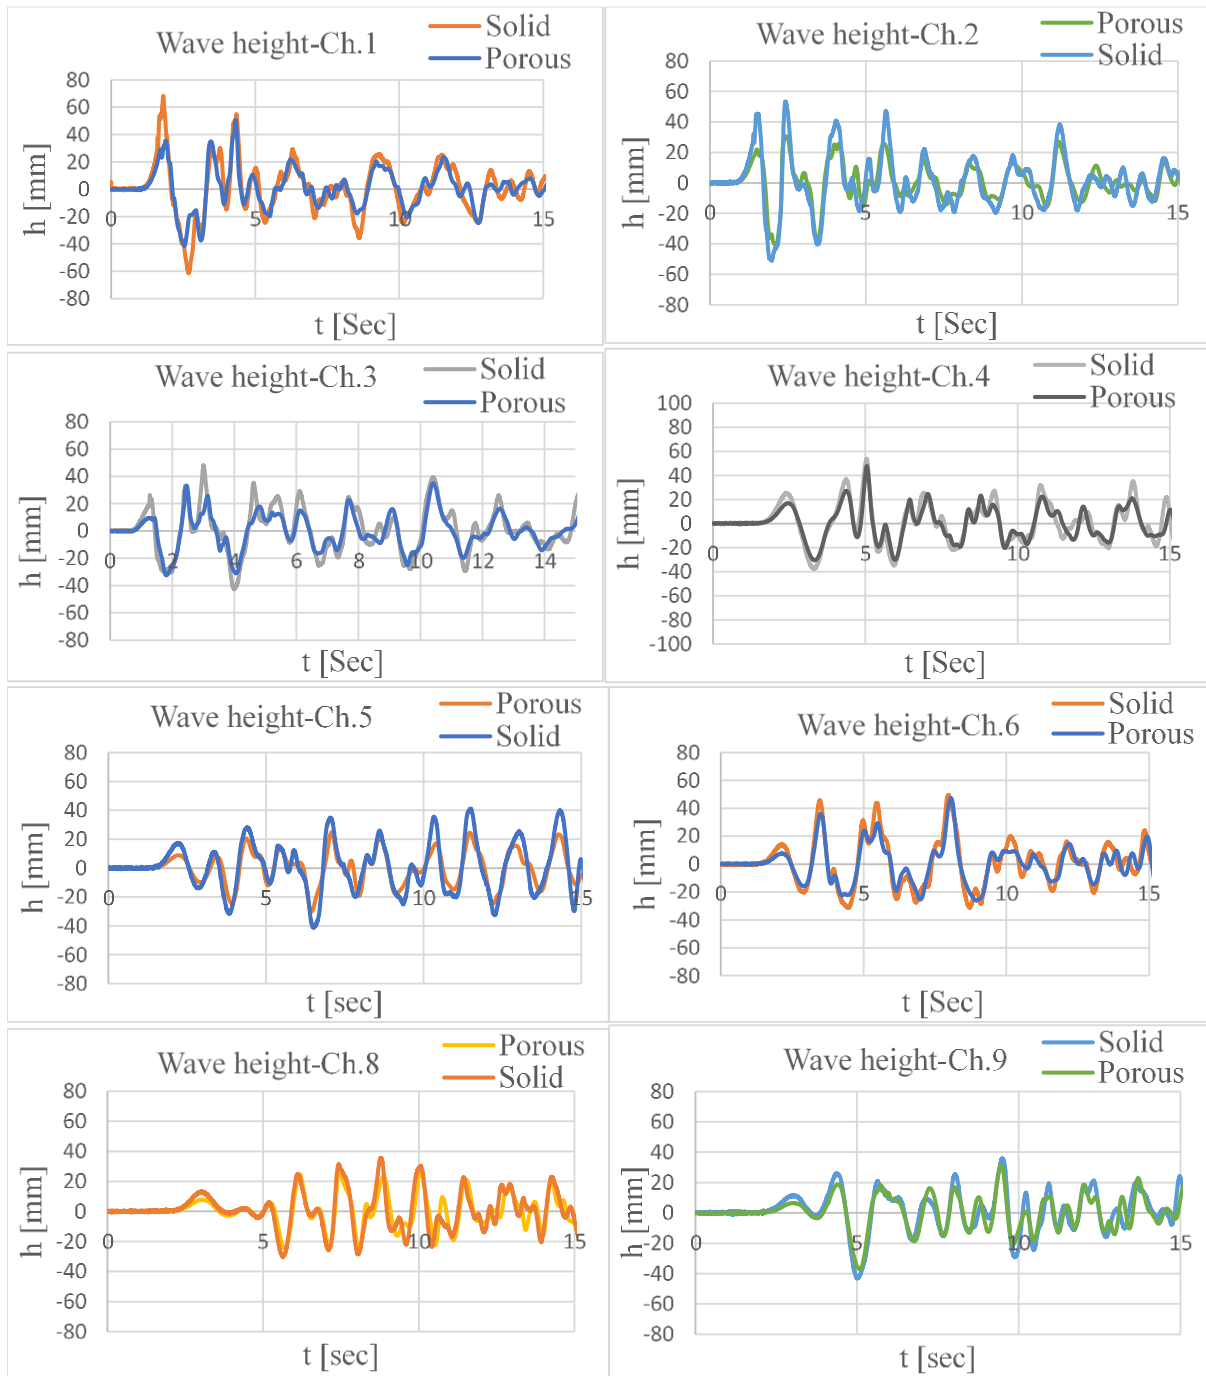 Wave height-Ch.1
Solid
Porous
80
60
40
20
0
-20
-40
-60
-80
0
5
10
15
h [mm]
t [Sec]
Wave height-Ch.2
Porous
Solid
80
60
40
20
0
-20
-40
-60
-80
0
5
10
15
h [mm]
t [Sec]
Wave height-Ch.3
Solid
Porous
80
60
40
20
0
-20
-40
-60
-80
0
2
4
6
8
10
12
14
h [mm]
t [Sec]
Wave height-Ch.4
Solid
Porous
100
80
60
40
20
0
-20
-40
-60
-80
-100
0
5
10
15
h [mm]
t [Sec]
Wave height-Ch.5
Porous
Solid
80
60
40
20
0
-20
-40
-60
-80
0
5
10
15
h [mm]
t [sec]
Wave height-Ch.6
Solid
Porous
80
60
40
20
0
-20
-40
-60
-80
0
5
10
15
h [mm]
t [Sec]
Wave height-Ch.8
Porous
Solid
80
60
40
20
0
-20
-40
-60
-80
0
5
10
15
h [mm]
t [sec]
Wave height-Ch.9
Solid
Porous
80
60
40
20
0
-20
-40
-60
-80
0
5
10
15
h [mm]
t [sec]